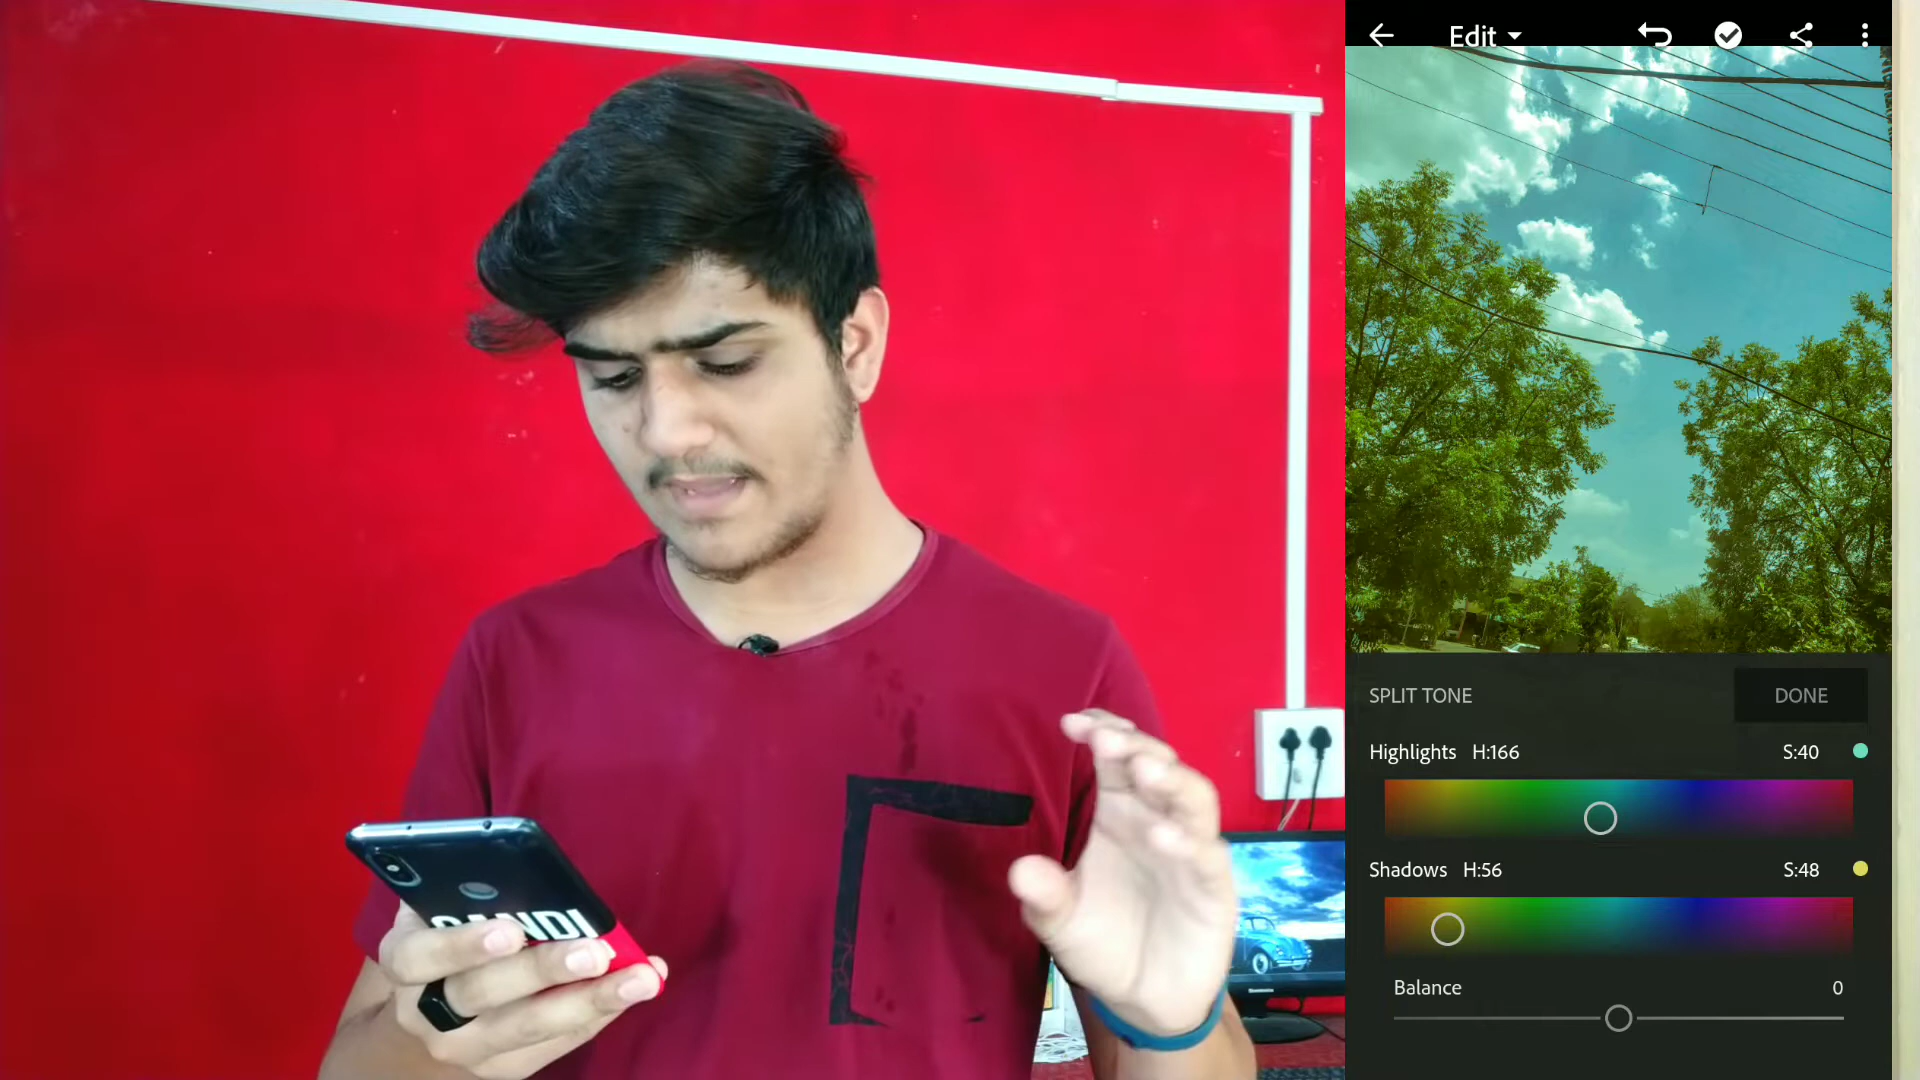 Edit
SPLIT TONE DONE
Highlights H:166 S:40
Shadows H:56 S:48
Balance 0